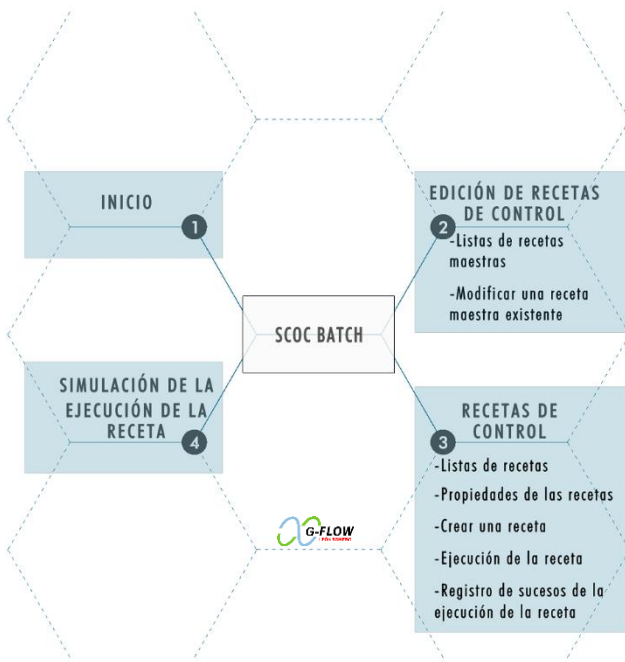 INICIO
1
EDICIÓN DE RECETAS
DE CONTROL
2
-Listas de recetas
maestras
-Modificar una receta
maestra existente
SCOC BATCH
SIMULACIÓN DE LA
EJECUCIÓN DE LA
RECETA
4
RECETAS DE
CONTROL
3
-Listas de recetas
-Propiedades de las recetas
-Crear una receta
-Ejecución de la receta
-Registro de sucesos de la
ejecución de la receta
G-FLOW